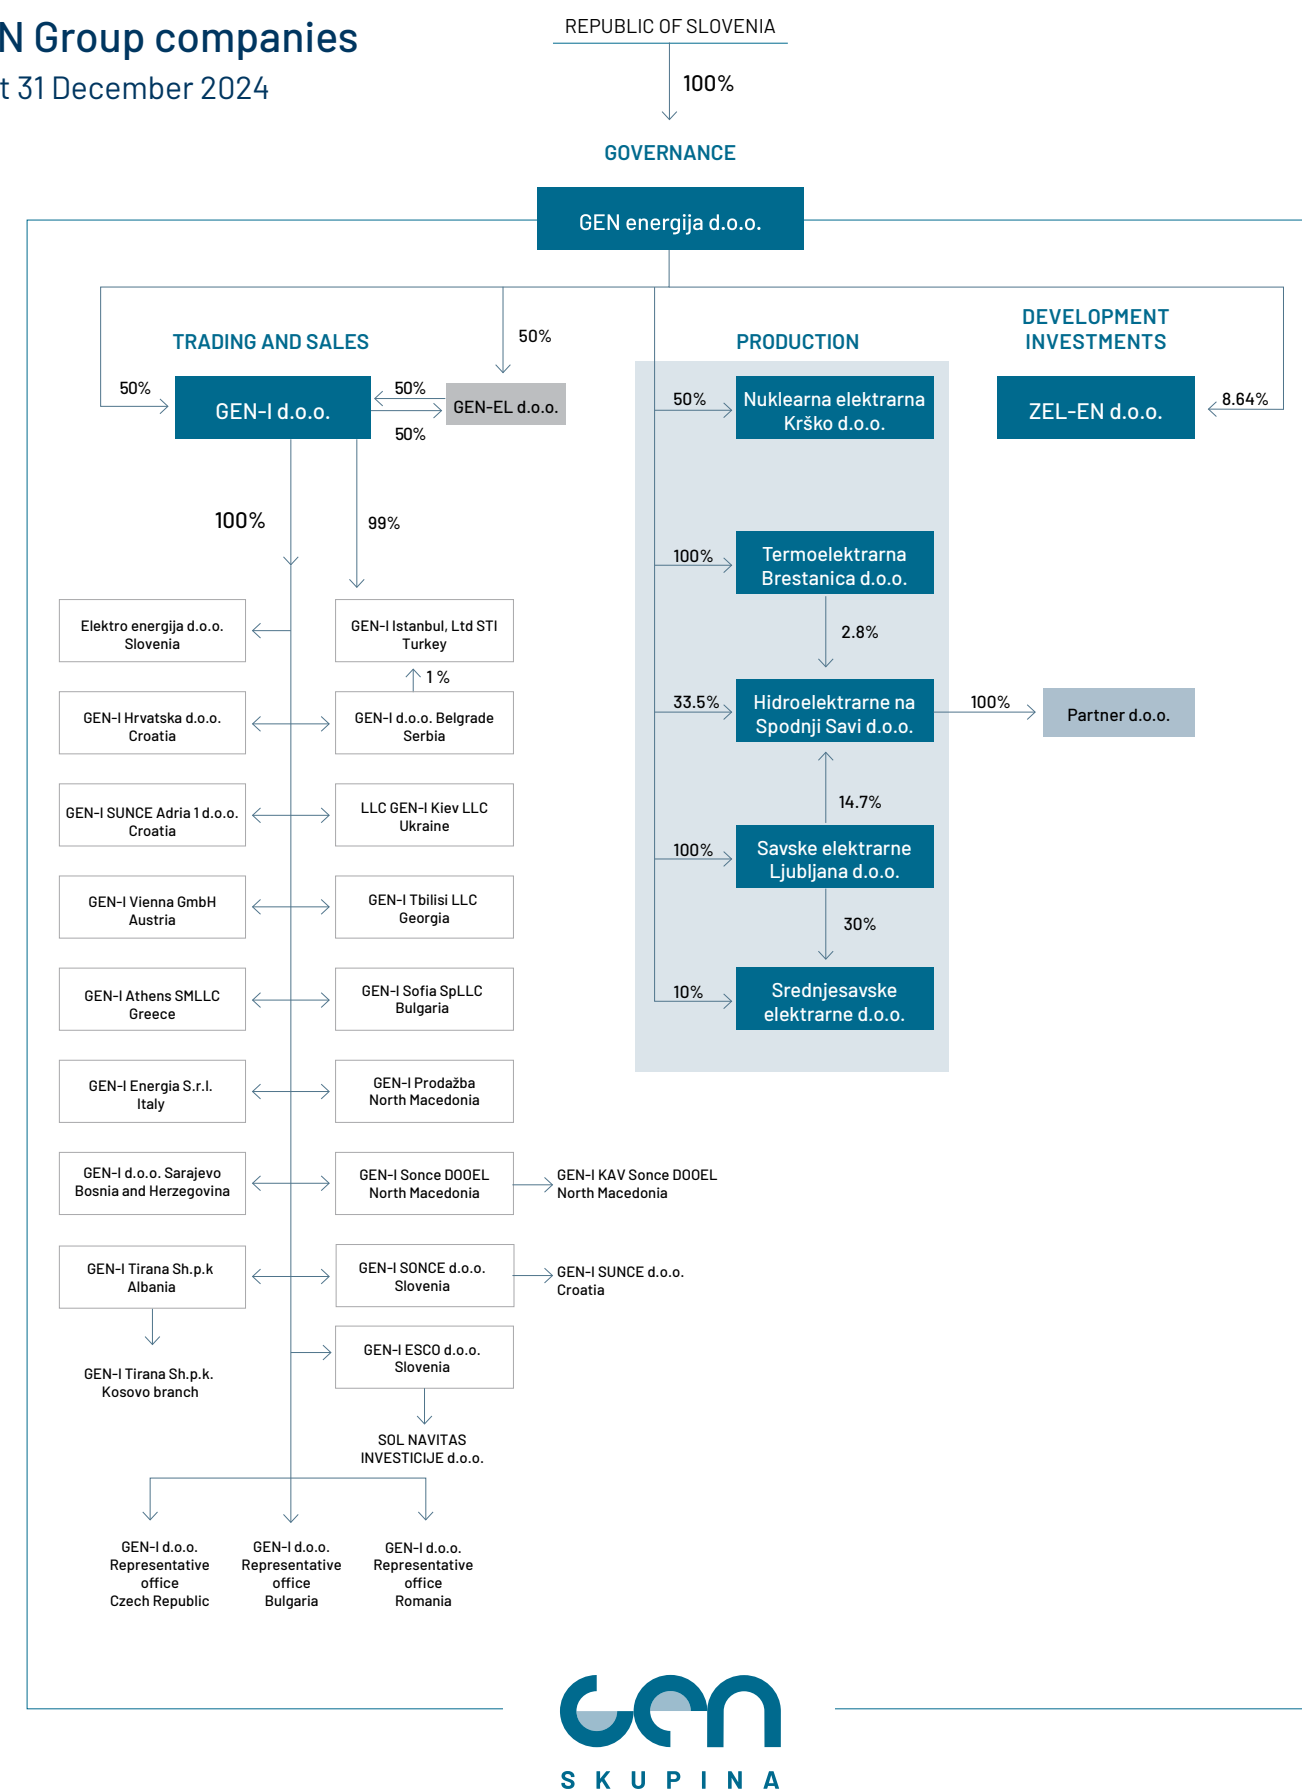 N Group companies
t 31 December 2024
REPUBLIC OF SLOVENIA
100%
GOVERNANCE
GEN energija d.o.o.
TRADING AND SALES
50%
GEN-I d.o.o.
50%
50%
50%
GEN-EL d.o.o.
PRODUCTION
DEVELOPMENT
INVESTMENTS
50%
Nuklearna elektrarna
Krško d.o.o.
ZEL-EN d.o.o.
8.64%
100%
99%
100%
Termoelektrarna
Brestanica d.o.o.
2.8%
33.5%
Hidroelektrarne na
Spodnji Savi d.o.o.
100%
Partner d.o.o.
14.7%
100%
Savske elektrarne
Ljubljana d.o.o.
30%
10%
Srednjesavske
elektrarne d.o.o.
Elektro energija d.o.o.
Slovenia
GEN-I Istanbul, Ltd STI
Turkey
1 %
GEN-I Hrvatska d.o.o.
Croatia
GEN-I d.o.o. Belgrade
Serbia
GEN-I SUNCE Adria 1 d.o.o.
Croatia
LLC GEN-I Kiev LLC
Ukraine
GEN-I Vienna GmbH
Austria
GEN-I Tbilisi LLC
Georgia
GEN-I Athens SMLLC
Greece
GEN-I Sofia SpLLC
Bulgaria
GEN-I Energia S.r.l.
Italy
GEN-I Prodažba
North Macedonia
GEN-I d.o.o. Sarajevo
Bosnia and Herzegovina
GEN-I Sonce DOOEL
North Macedonia
GEN-I KAV Sonce DOOEL
North Macedonia
GEN-I Tirana Sh.p.k
Albania
GEN-I SONCE d.o.o.
Slovenia
GEN-I SUNCE d.o.o.
Croatia
GEN-I Tirana Sh.p.k.
Kosovo branch
GEN-I ESCO d.o.o.
Slovenia
SOL NAVITAS
INVESTICIJE d.o.o.
GEN-I d.o.o.
Representative
office
Czech Republic
GEN-I d.o.o.
Representative
office
Bulgaria
GEN-I d.o.o.
Representative
office
Romania
Gen
SKUPINA